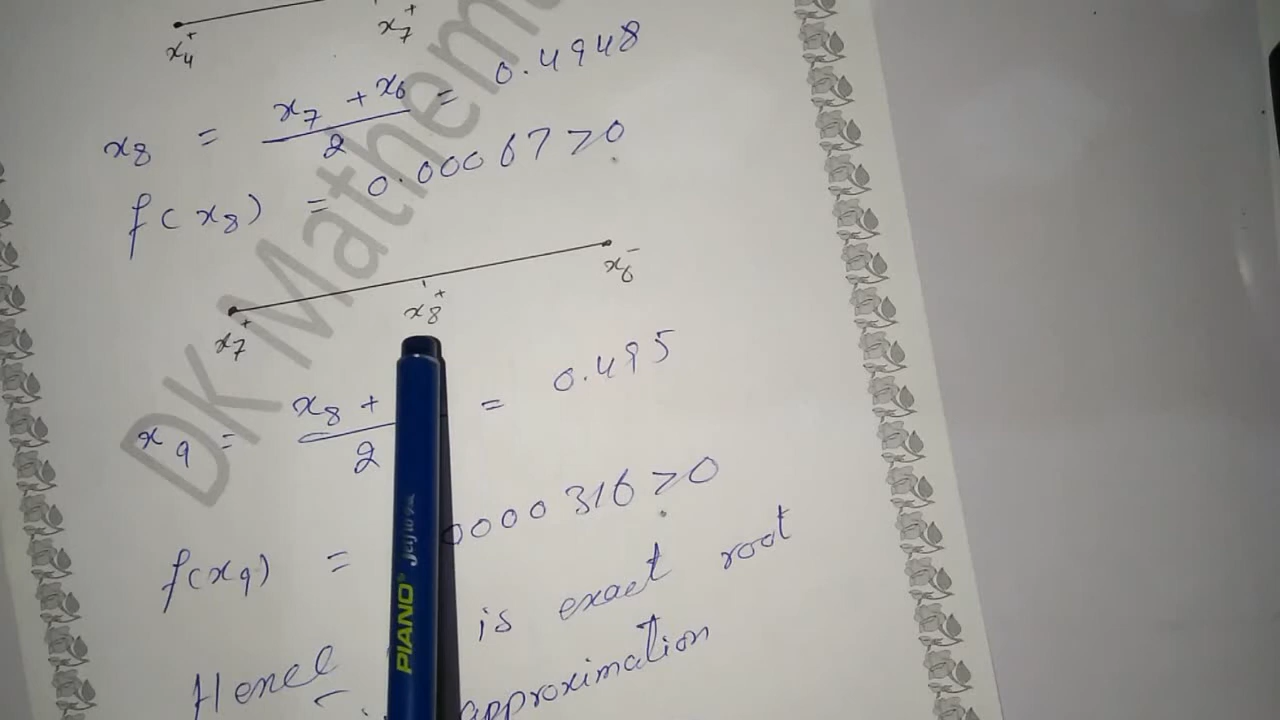 x₄⁺ x₇⁺
x₈ = (x₇ + x₆)/2 = 0.4948
f(x₈) = 0.00067 > 0
x₇⁺ x₈⁺ x₆⁻
x₉ = x₈ + /2 = 0.495
f(x₉) = 0000316 > 0
Hence is exact root
approximation
DK Mathem
PIANO